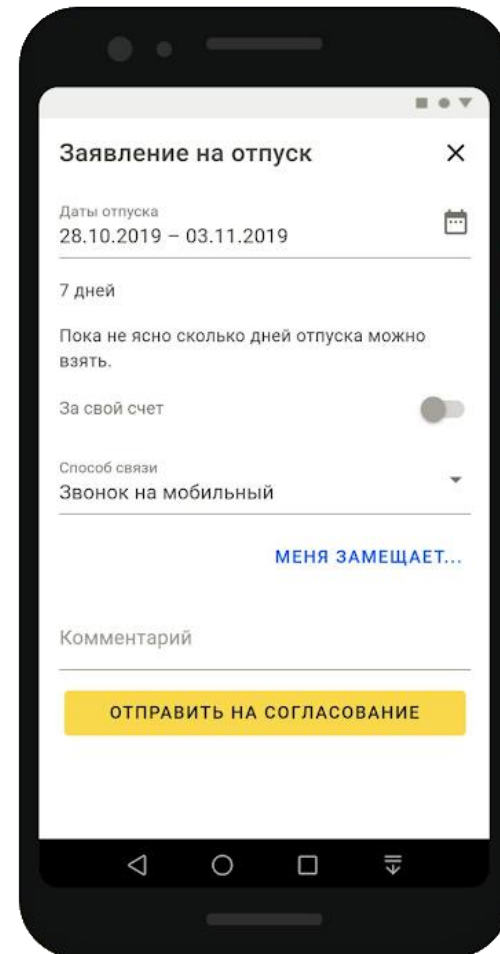 Заявление на отпуск
Даты отпуска
28.10.2019 – 03.11.2019
7 дней
Пока не ясно сколько дней отпуска можно
взять.
За свой счет
Способ связи
Звонок на мобильный
МЕНЯ ЗАМЕЩАЕТ...
Комментарий
ОТПРАВИТЬ НА СОГЛАСОВАНИЕ